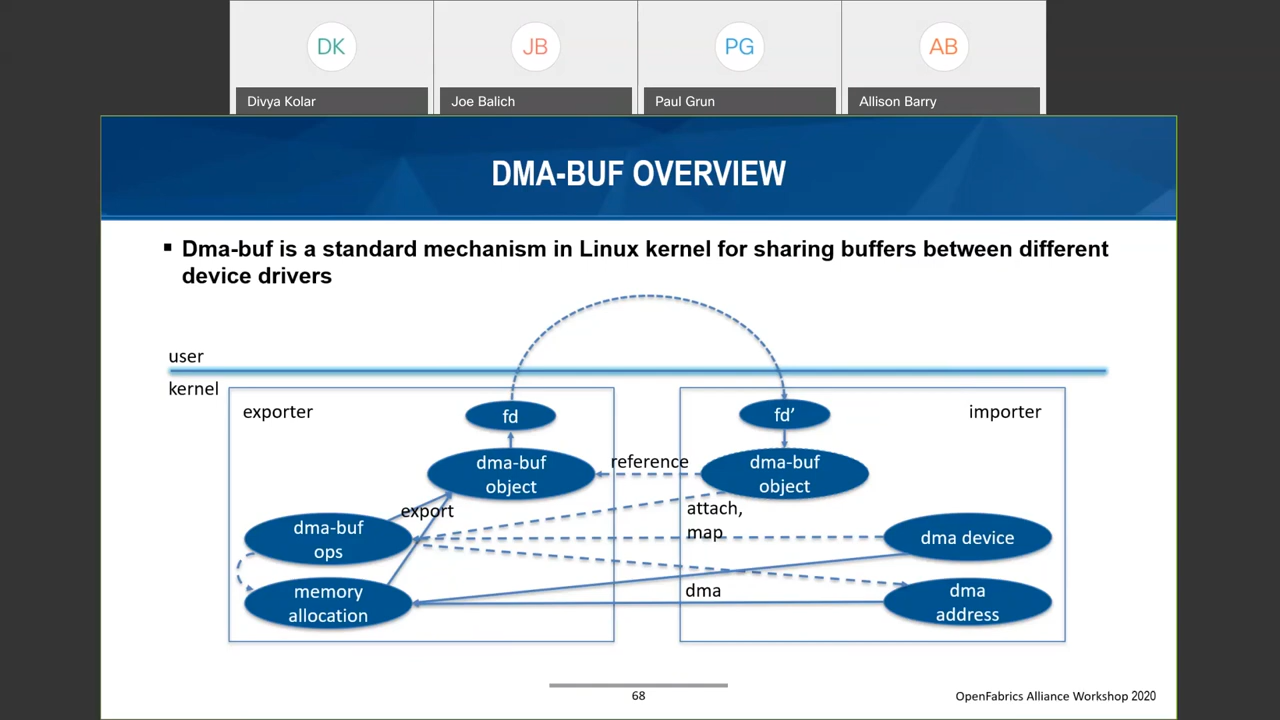 DK
JB
PG
AB
Divya Kolar
Joe Balich
Paul Grun
Allison Barry
DMA-BUF OVERVIEW
▪ Dma-buf is a standard mechanism in Linux kernel for sharing buffers between different
device drivers
user
kernel
exporter
fd
fd’
importer
dma-buf
object
reference
dma-buf
object
export
attach,
map
dma-buf
ops
dma device
memory
allocation
dma
dma
address
68
OpenFabrics Alliance Workshop 2020